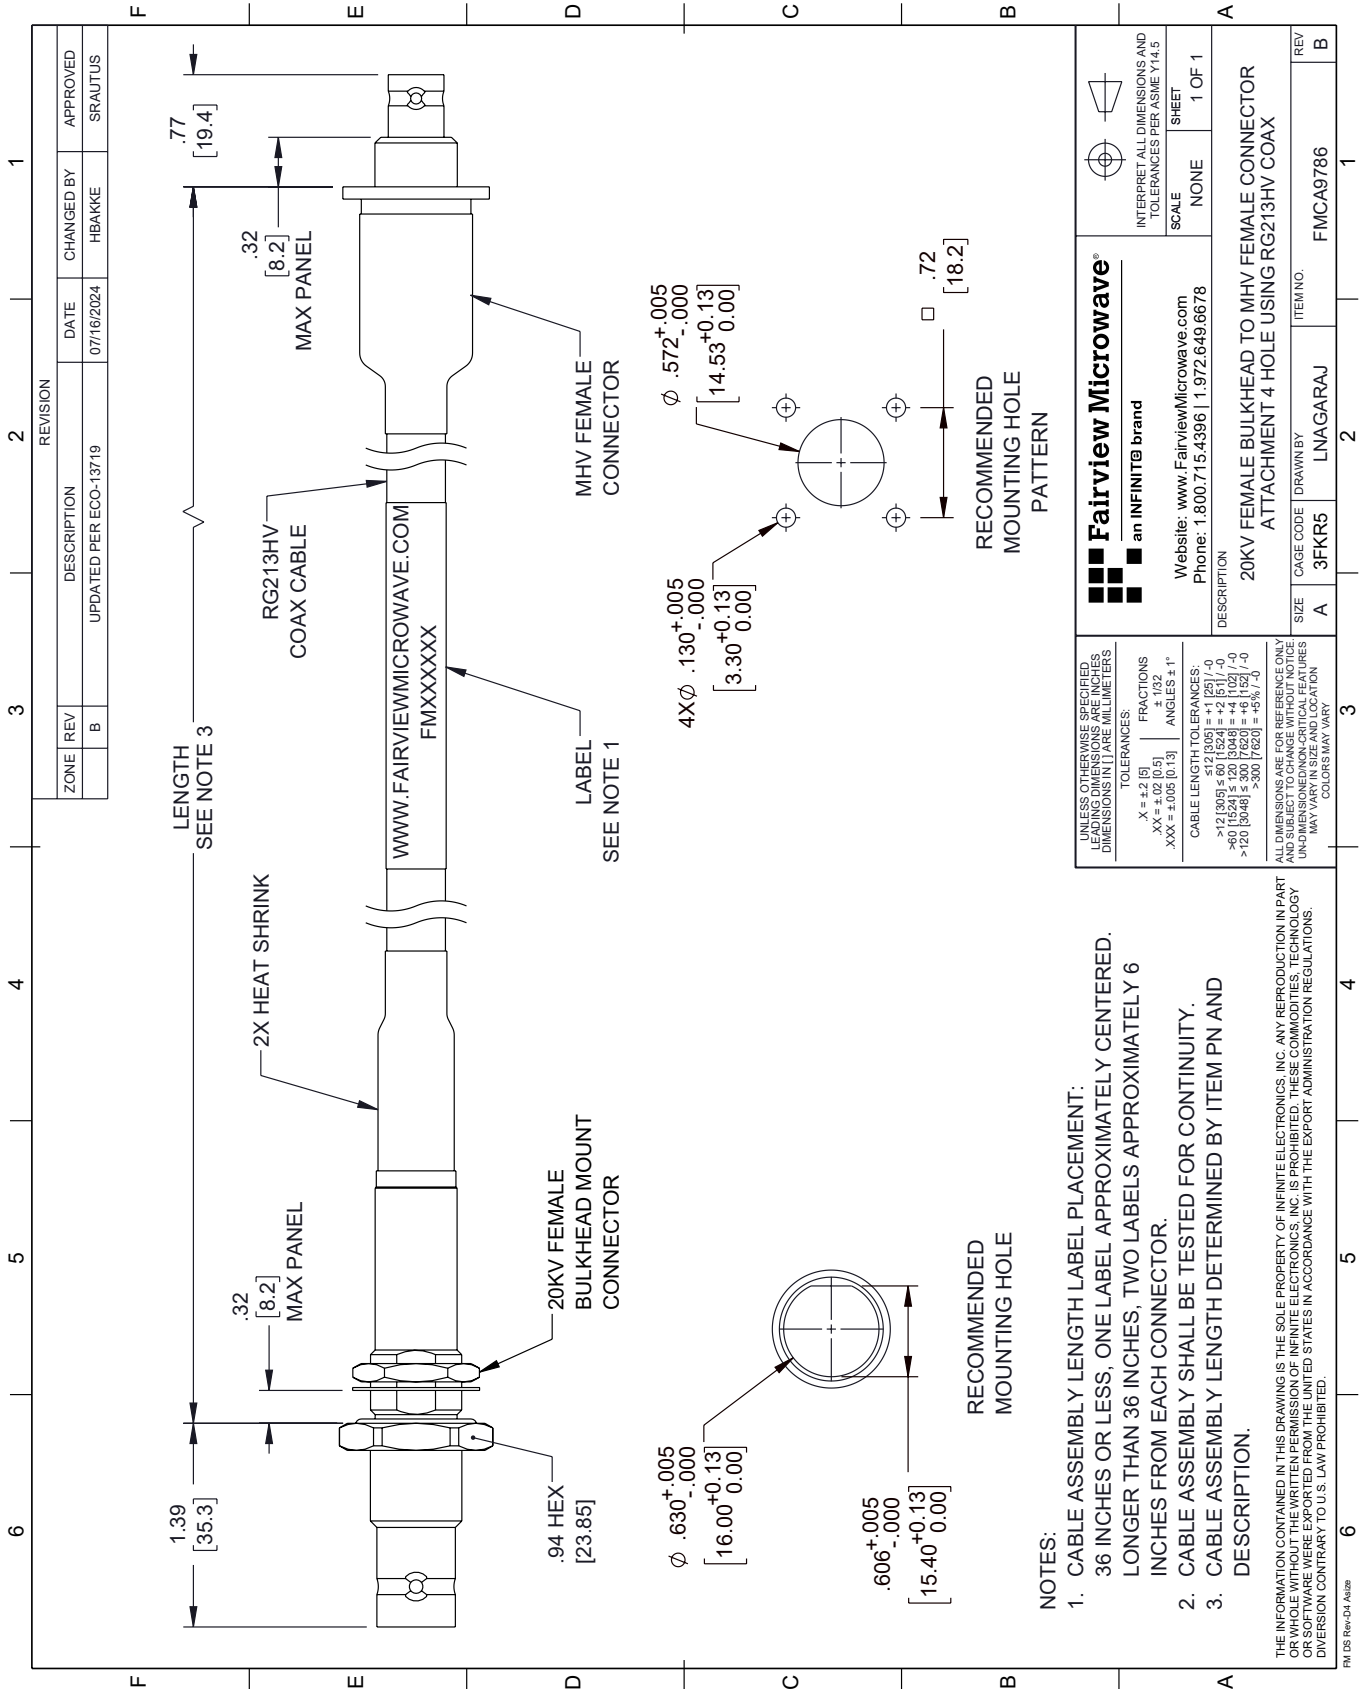 REVISION
ZONE REV DESCRIPTION DATE CHANGED BY APPROVED
B UPDATED PER ECO-13719 07/16/2024 HBAKKE SRAUTUS
6 5 4 3 2 1
F F
E E
D D
C C
B B
A A
1.39
[35.3]
LENGTH
SEE NOTE 3
.77
[19.4]
.32
[8.2]
MAX PANEL
2X HEAT SHRINK
RG213HV
COAX CABLE
.32
[8.2]
MAX PANEL
WWW.FAIRVIEWMICROWAVE.COM
FMXXXXXX
.94 HEX
[23.85]
20KV FEMALE
BULKHEAD MOUNT
CONNECTOR
LABEL
SEE NOTE 1
MHV FEMALE
CONNECTOR
Ø .630 +.005
-.000
[16.00 +0.13
0.00]
.606 +.005
-.000
[15.40 +0.13
0.00]
RECOMMENDED
MOUNTING HOLE
4XØ .130 +.005
-.000
[3.30 +0.13
0.00]
Ø .572 +.005
-.000
[14.53 +0.13
0.00]
□ .72
[18.2]
RECOMMENDED
MOUNTING HOLE
PATTERN
NOTES:
1. CABLE ASSEMBLY LENGTH LABEL PLACEMENT:
36 INCHES OR LESS, ONE LABEL APPROXIMATELY CENTERED.
LONGER THAN 36 INCHES, TWO LABELS APPROXIMATELY 6
INCHES FROM EACH CONNECTOR.
2. CABLE ASSEMBLY SHALL BE TESTED FOR CONTINUITY.
3. CABLE ASSEMBLY LENGTH DETERMINED BY ITEM PN AND
DESCRIPTION.
THE INFORMATION CONTAINED IN THIS DRAWING IS THE SOLE PROPERTY OF INFINITE ELECTRONICS, INC. ANY REPRODUCTION IN PART
OR WHOLE WITHOUT THE WRITTEN PERMISSION OF INFINITE ELECTRONICS, INC. IS PROHIBITED. THESE COMMODITIES, TECHNOLOGY
OR SOFTWARE WERE EXPORTED FROM THE UNITED STATES IN ACCORDANCE WITH THE EXPORT ADMINISTRATION REGULATIONS.
DIVERSION CONTRARY TO U.S. LAW PROHIBITED.
UNLESS OTHERWISE SPECIFIED
LEADING DIMENSIONS ARE INCHES
DIMENSIONS IN [ ] ARE MILLIMETERS
TOLERANCES:
.X = ±.2 [5] FRACTIONS
.XX = ±.02 [0.5] ± 1/32
.XXX = ±.005 [0.13] ANGLES ± 1°
CABLE LENGTH TOLERANCES:
≤12 [305] = +1 [25] / -0
>12 [305] ≤ 60 [1524] = +2 [51] / -0
>60 [1524] ≤ 120 [3048] = +4 [102] / -0
>120 [3048] ≤ 300 [7620] = +6 [152] / -0
>300 [7620] = +5% / -0
ALL DIMENSIONS ARE FOR REFERENCE ONLY
AND SUBJECT TO CHANGE WITHOUT NOTICE.
UN-DIMENSIONED/NON-CRITICAL FEATURES
MAY VARY IN SIZE AND LOCATION
COLORS MAY VARY
Fairview Microwave®
an INFINIT® brand
Website: www.FairviewMicrowave.com
Phone: 1.800.715.4396 | 1.972.649.6678
INTERPRET ALL DIMENSIONS AND
TOLERANCES PER ASME Y14.5
SCALE NONE
SHEET 1 OF 1
DESCRIPTION
20KV FEMALE BULKHEAD TO MHV FEMALE CONNECTOR
ATTACHMENT 4 HOLE USING RG213HV COAX
SIZE CAGE CODE DRAWN BY ITEM NO. REV
A 3FKR5 LNAGARAJ FMCA9786 B
6 5 4 3 2 1
FM DS Rev-D4 Asize